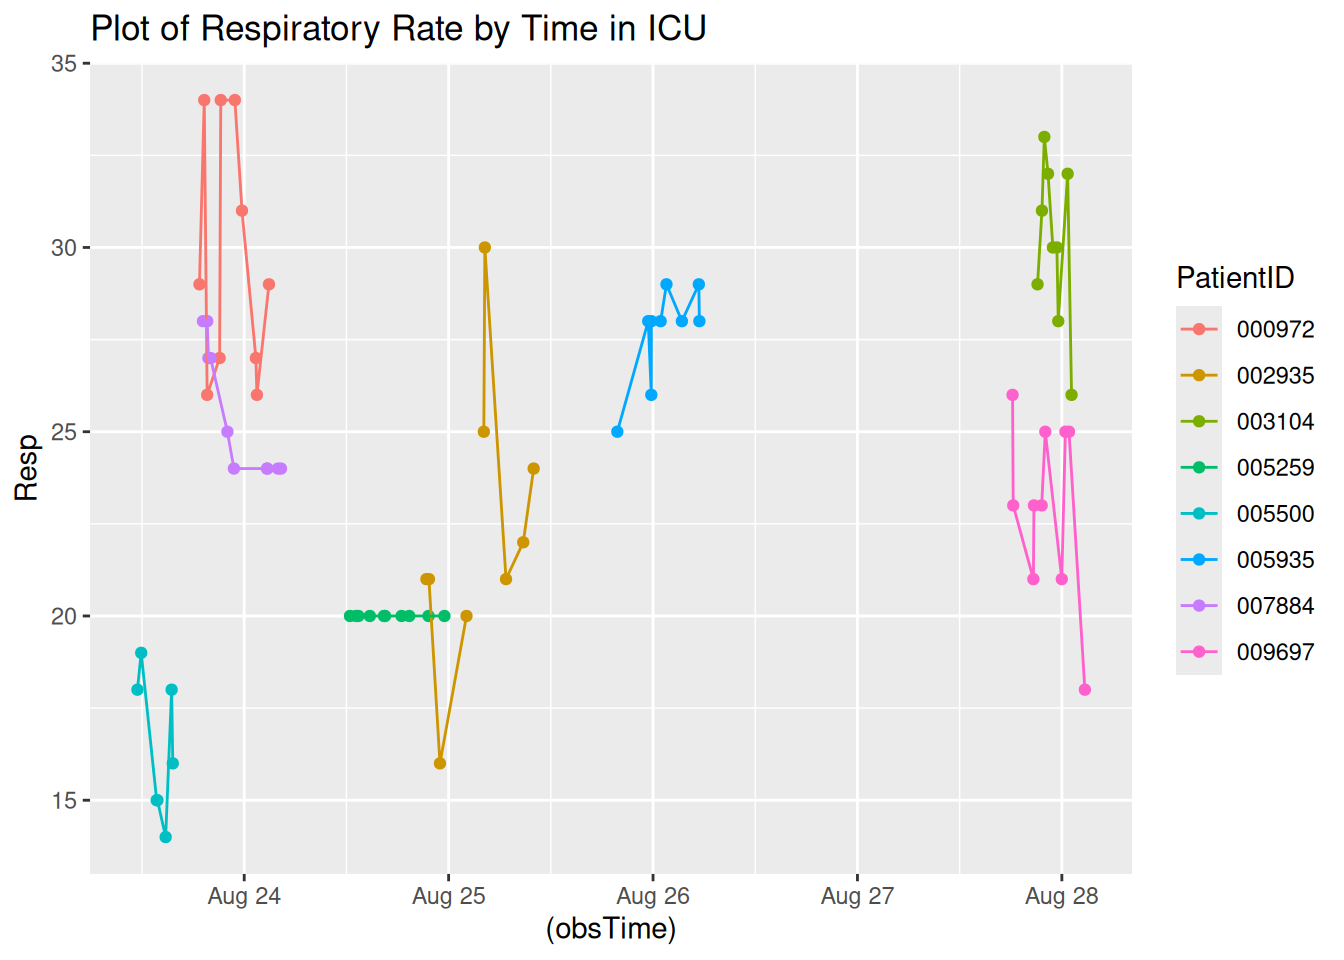 Plot of Respiratory Rate by Time in ICU
35
30
25
20
15
Resp
Aug 24 Aug 25 Aug 26 Aug 27 Aug 28
(obsTime)
PatientID
000972
002935
003104
005259
005500
005935
007884
009697